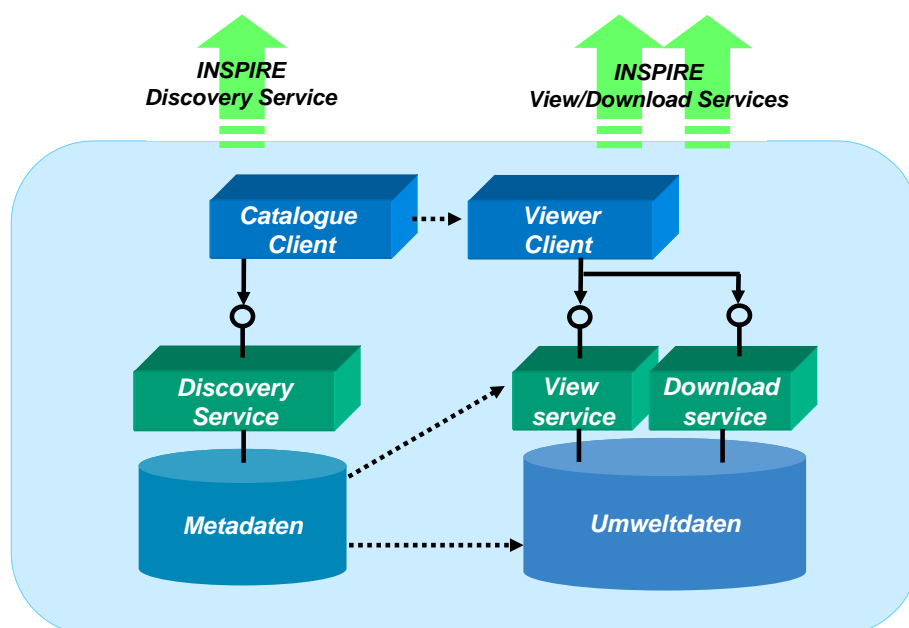 INSPIRE
Discovery Service
INSPIRE
View/Download Services
Catalogue
Client
Viewer
Client
Discovery
Service
View
service
Download
service
Metadaten
Umweltdaten